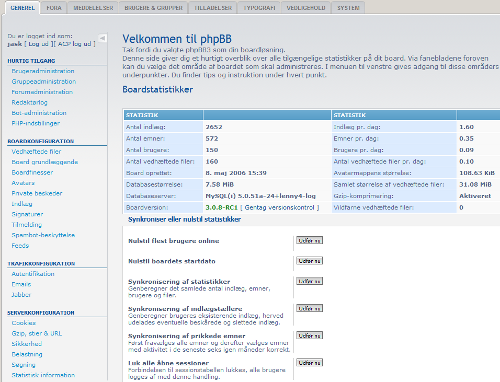 GENEREL FORA MEDDELELSER BRUGERE & GRUPPER TILLADELSER TYPOGRAFI VEDLIGEHOLD SYSTEM
Du er logget ind som:
[ Log ud ][ ACP log ud ]
HURTIG TILGANG
Brugeradministration
Gruppeadministration
Forumadministration
Redaktørlog
Bot-administration
PHP-indstillinger
BOARDKONFIGURATION
Vedhæftede filer
Board grundlæggende
Boardfinesser
Avatars
Private beskeder
Indlæg
Signaturer
Tilmelding
Spambot-beskyttelse
Feeds
TRAFIKKONFIGURATION
Autentifikation
Emails
Jabber
SERVERKONFIGURATION
Cookies
Gzip, stier & URL
Sikkerhed
Belastning
Søgning
Statistisk information
Velkommen til phpBB
Tak fordi du valgte phpBB3 som din boardløsning.
Denne side giver dig et hurtigt overblik over alle tilgængelige statistikker på dit board. Via fanebladene foroven
kan du vælge det område af boardet som skal administreres. I menuen til venstre gives adgang til disse områders
underpunkter. Du finder tips og instruktion under hvert punkt.
Boardstatistikker
STATISTIK STATISTIK
Antal indlæg: 2652 Indlæg pr. dag: 1.60
Antal emner: 572 Emner pr. dag: 0.35
Antal brugere: 150 Brugere pr. dag: 0.09
Antal vedhæftede filer: 160 Antal vedhæftede filer pr. dag: 0.10
Board oprettet: 8. maj 2006 15:39 Avatarmappens størrelse: 108.63 KiB
Databasestørrelse: 7.58 MiB Samlet størrelse af vedhæftede filer: 31.08 MiB
Databaseserver: MySQL(i) 5.0.51a-24+lenny4-log Gzip-komprimering: Aktiveret
Boardversion: 3.0.8-RC1 [ Gentag versionskontrol ] Vildfarne vedhæftede filer: 0
Synkroniser eller nulstil statistikker
Nulstil flest brugere online Udfør nu
Nulstil boardets startdato Udfør nu
Synkronisering af statistikker Udfør nu
Genberegner det samlede antal indlæg, emner,
brugere og filer.
Synkronisering af indlægstællere Udfør nu
Genberegner brugeres eksisterende indlæg, herved
udelades eventuelle beskårede og slettede indlæg.
Synkronisering af prikkede emner Udfør nu
Først fravælges alle emner og derefter vælges emner
med aktivitet i de seneste seks igen måneder korrekt.
Luk alle åbne sessioner Udfør nu
Forbindelsen til sessionstabellen lukkes, alle brugere
logges af med denne handling.